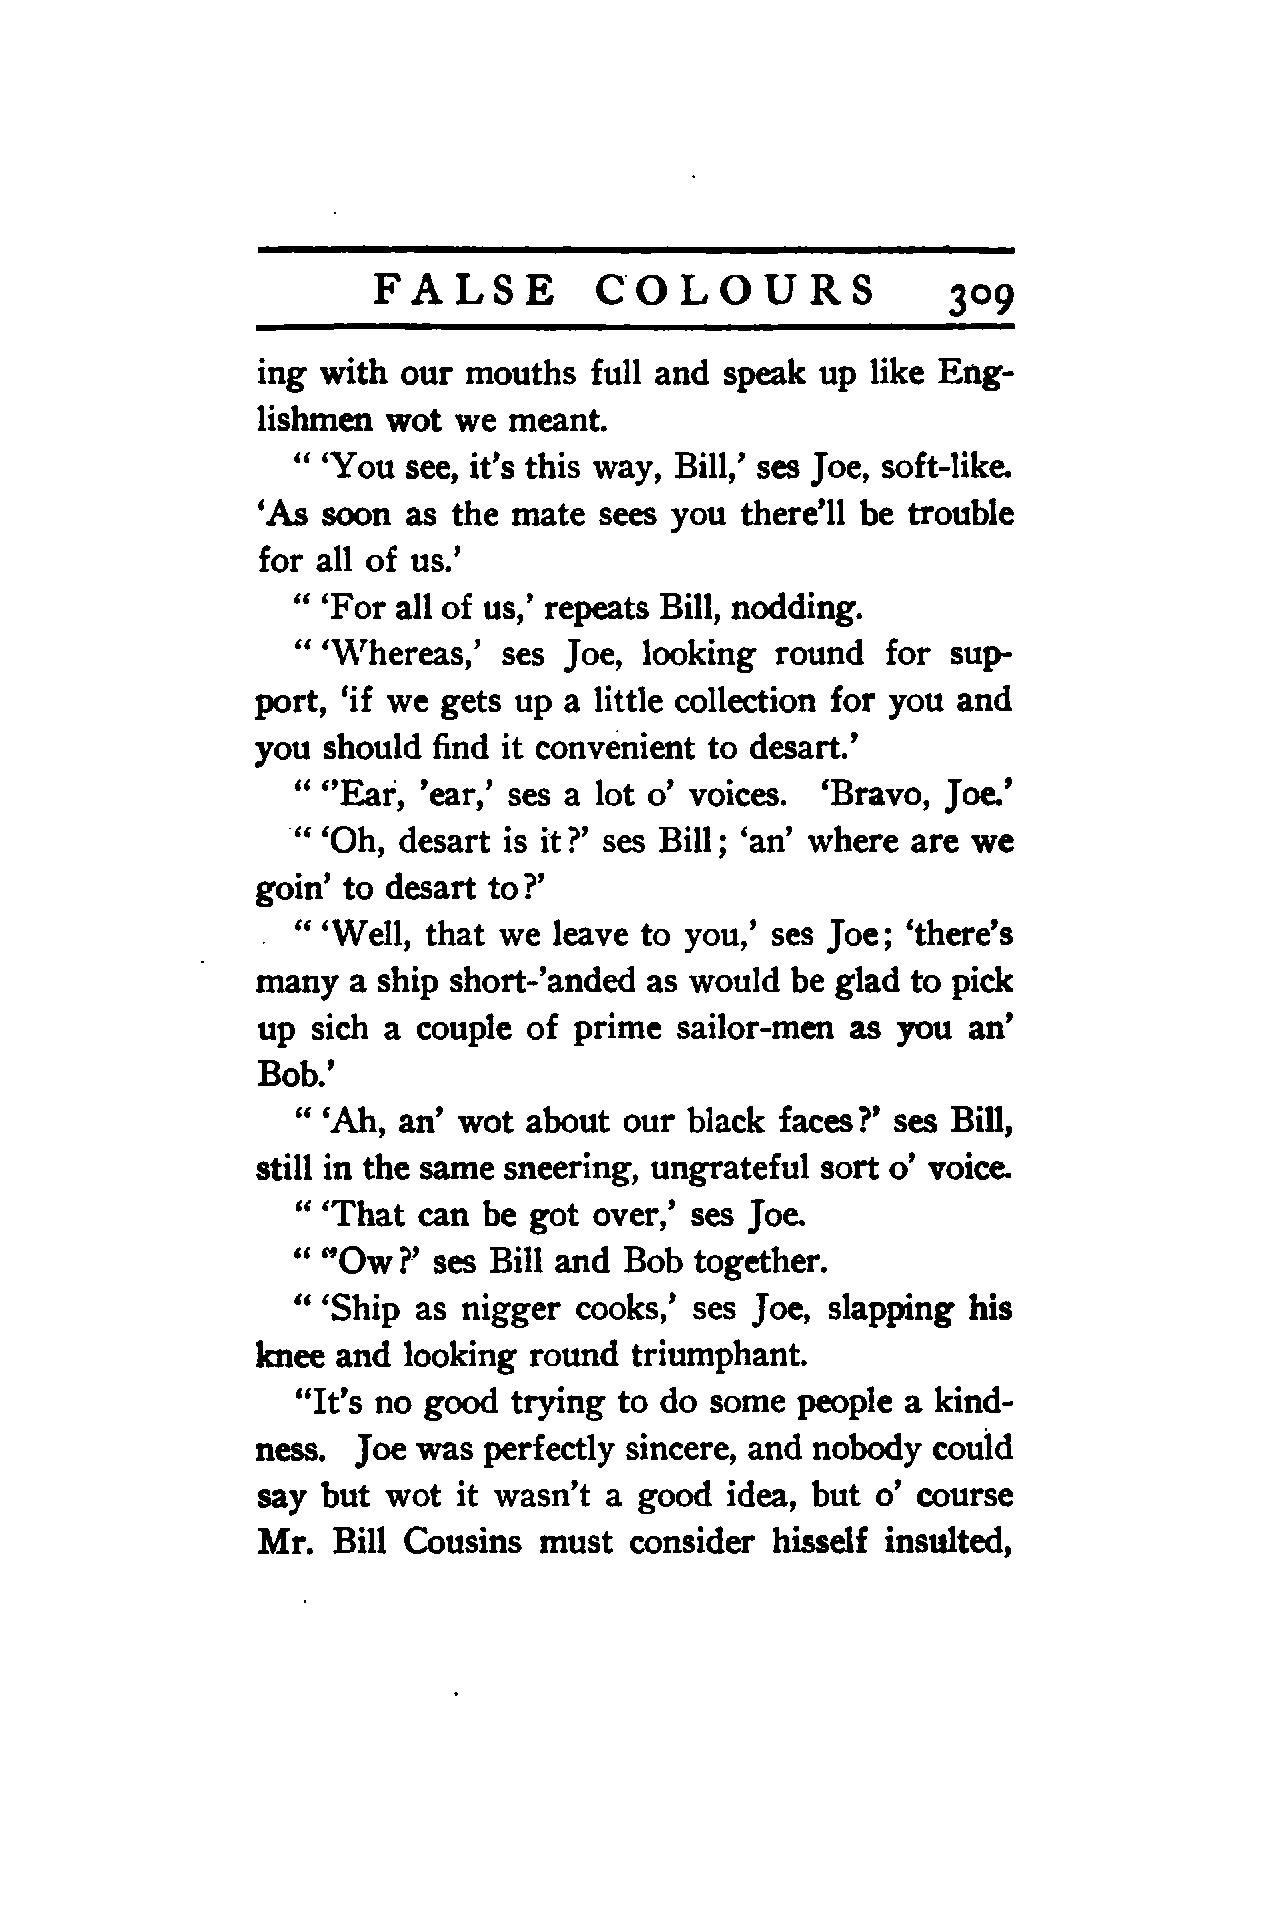 FALSE COLOURS 309
ing with our mouths full and speak up like Eng-
lishmen wot we meant.
" 'You see, it's this way, Bill,' ses Joe, soft-like.
'As soon as the mate sees you there'll be trouble
for all of us.'
" 'For all of us,' repeats Bill, nodding.
" 'Whereas,' ses Joe, looking round for sup-
port, 'if we gets up a little collection for you and
you should find it convenient to desart.'
" ''Ear, 'ear,' ses a lot o' voices. 'Bravo, Joe.'
" 'Oh, desart is it?' ses Bill; 'an' where are we
goin' to desart to?'
" 'Well, that we leave to you,' ses Joe; 'there's
many a ship short-'anded as would be glad to pick
up sich a couple of prime sailor-men as you an'
Bob.'
" 'Ah, an' wot about our black faces?' ses Bill,
still in the same sneering, ungrateful sort o' voice.
" 'That can be got over,' ses Joe.
" ''Ow?' ses Bill and Bob together.
" 'Ship as nigger cooks,' ses Joe, slapping his
knee and looking round triumphant.
"It's no good trying to do some people a kind-
ness. Joe was perfectly sincere, and nobody could
say but wot it wasn't a good idea, but o' course
Mr. Bill Cousins must consider hisself insulted,